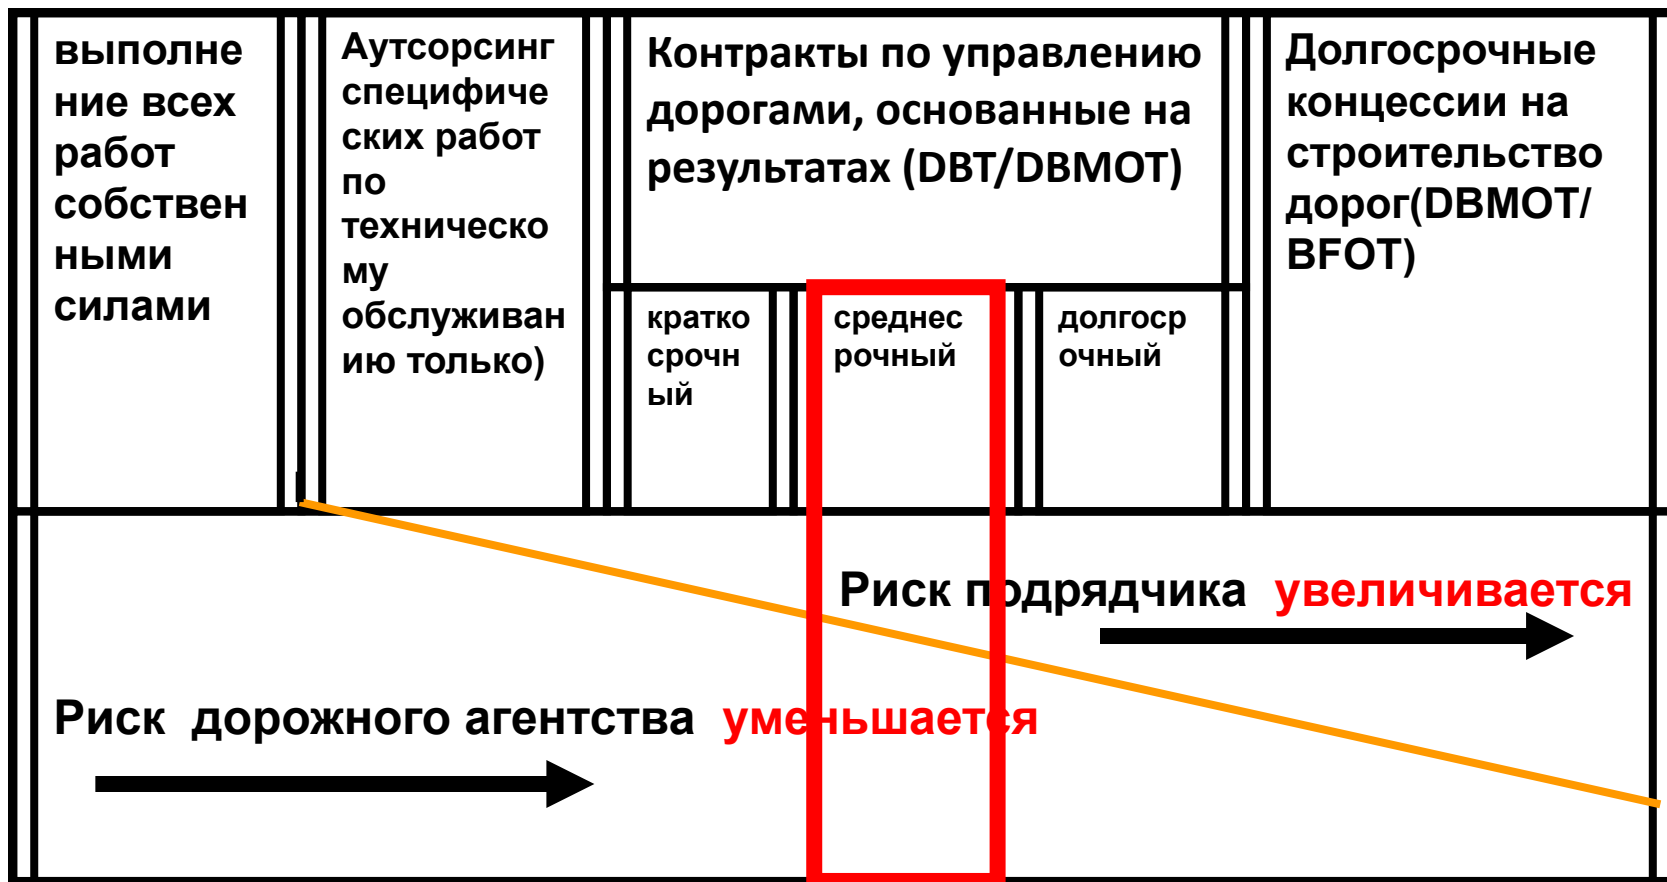 выполне
ние всех
работ
собствен
ными
силами
Аутсорсинг
специфиче
ских работ
по
техническо
му
обслуживан
ию только)
Контракты по управлению
дорогами, основанные на
результатах (DBT/DBMOT)
кратко
срочн
ый
среднес
рочный
долгоср
очный
Долгосрочные
концессии на
строительство
дорог(DBMOT/
BFOT)
Риск подрядчика увеличивается
Риск дорожного агентства уменьшается